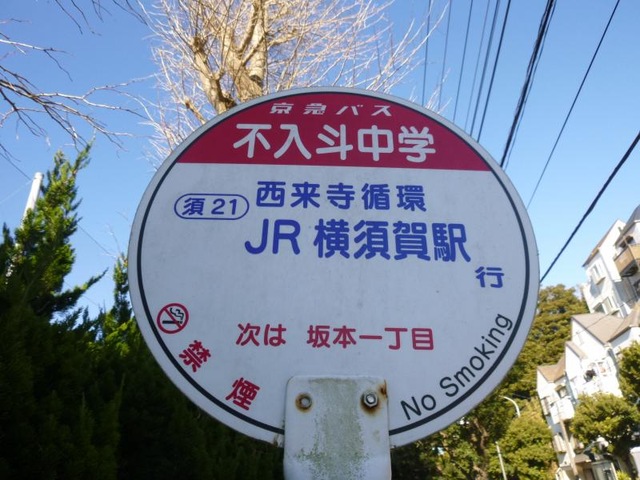 京急バス
不入斗中学
須21 西来寺循環
JR横須賀駅
行
次は 坂本一丁目
禁煙
No Smoking